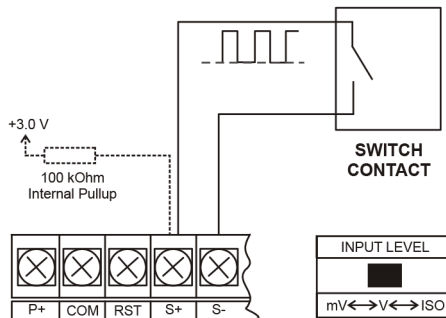 +3.0 V
100 kOhm
Internal Pullup
SWITCH
CONTACT
P+ COM RST S+ S-
INPUT LEVEL
mV<->V<->ISO